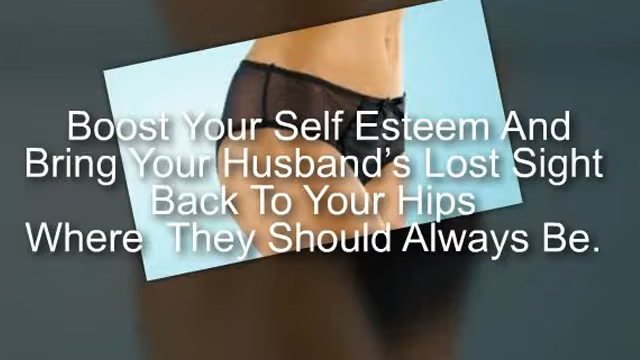 Boost Your Self Esteem And
Bring Your Husband's Lost Sight
Back To Your Hips
Where They Should Always Be.